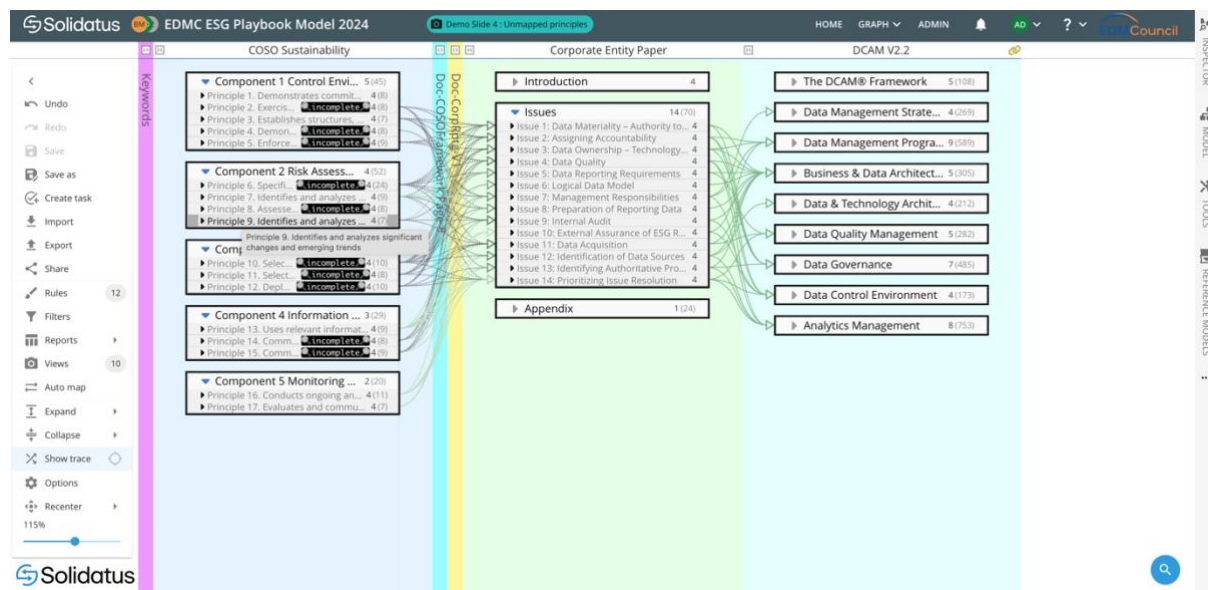 Solidatus
BM
EDMC ESG Playbook Model 2024
Demo Slide 4 : Unmapped principles
HOME
GRAPH
ADMIN
AD
?
EDMCouncil
COSO Sustainability
Corporate Entity Paper
DCAM V2.2
Undo
Redo
Save
Save as
Create task
Import
Export
Share
Rules 12
Filters
Reports
Views 10
Auto map
Expand
Collapse
Show trace
Options
Recenter
115%
Solidatus
Keywords
Component 1 Control Envi... 5 (45)
Principle 1. Demonstrates commit... 4 (8)
Principle 2. Exercis... incomplete 4 (8)
Principle 3. Establishes structures, ... 4 (7)
Principle 4. Demon... incomplete 4 (8)
Principle 5. Enforce... incomplete 4 (9)
Component 2 Risk Assess... 4 (52)
Principle 6. Specifi... incomplete 4 (24)
Principle 7. Identifies and analyzes ... 4 (9)
Principle 8. Assesse... incomplete 4 (8)
Principle 9. Identifies and analyzes ... 4 (7)
Principle 9. Identifies and analyzes significant
changes and emerging trends
Comp
Principle 10. Selec... incomplete 4 (10)
Principle 11. Select... incomplete 4 (8)
Principle 12. Depl... incomplete 4 (10)
Component 4 Information ... 3 (29)
Principle 13. Uses relevant informat... 4 (9)
Principle 14. Comm... incomplete 4 (8)
Principle 15. Comm... incomplete 4 (9)
Component 5 Monitoring ... 2 (20)
Principle 16. Conducts ongoing an... 4 (11)
Principle 17. Evaluates and commu... 4 (7)
Doc-COSOFramework-Page-#
Doc-CorpRptg-V1
Introduction 4
Issues 14 (70)
Issue 1: Data Materiality – Authority to... 4
Issue 2: Assigning Accountability 4
Issue 3: Data Ownership – Technology... 4
Issue 4: Data Quality 4
Issue 5: Data Reporting Requirements 4
Issue 6: Logical Data Model 4
Issue 7: Management Responsibilities 4
Issue 8: Preparation of Reporting Data 4
Issue 9: Internal Audit 4
Issue 10: External Assurance of ESG R... 4
Issue 11: Data Acquisition 4
Issue 12: Identification of Data Sources 4
Issue 13: Identifying Authoritative Pro... 4
Issue 14: Prioritizing Issue Resolution 4
Appendix 1 (24)
The DCAM® Framework 5 (108)
Data Management Strate... 4 (269)
Data Management Progra... 9 (589)
Business & Data Architect... 5 (305)
Data & Technology Archit... 4 (212)
Data Quality Management 5 (282)
Data Governance 7 (485)
Data Control Environment 4 (173)
Analytics Management 8 (753)
INSPECTOR
MODEL
TOOLS
REFERENCE MODELS